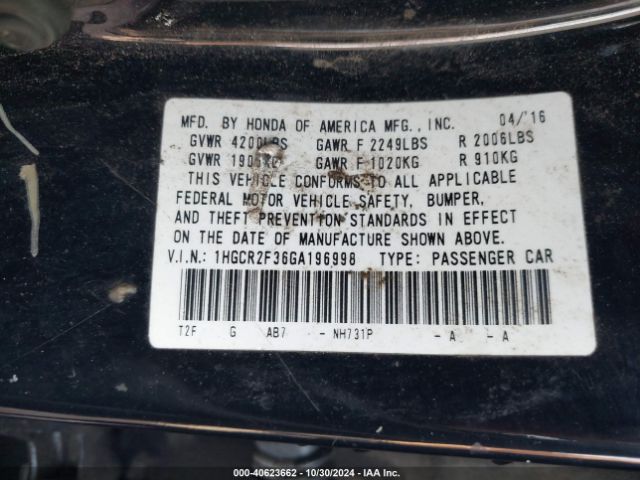 MFD. BY HONDA OF AMERICA MFG., INC. 04/'16
GVWR 4200LBS GAWR F 2249LBS R 2006LBS
GVWR 1905KG GAWR F 1020KG R 910KG
THIS VEHICLE CONFORMS TO ALL APPLICABLE
FEDERAL MOTOR VEHICLE SAFETY, BUMPER,
AND THEFT PREVENTION STANDARDS IN EFFECT
ON THE DATE OF MANUFACTURE SHOWN ABOVE.
V.I.N.: 1HGCR2F36GA196998 TYPE: PASSENGER CAR
T2F G AB7 - NH731P - A - A
000-40623662 - 10/30/2024 - IAA Inc.